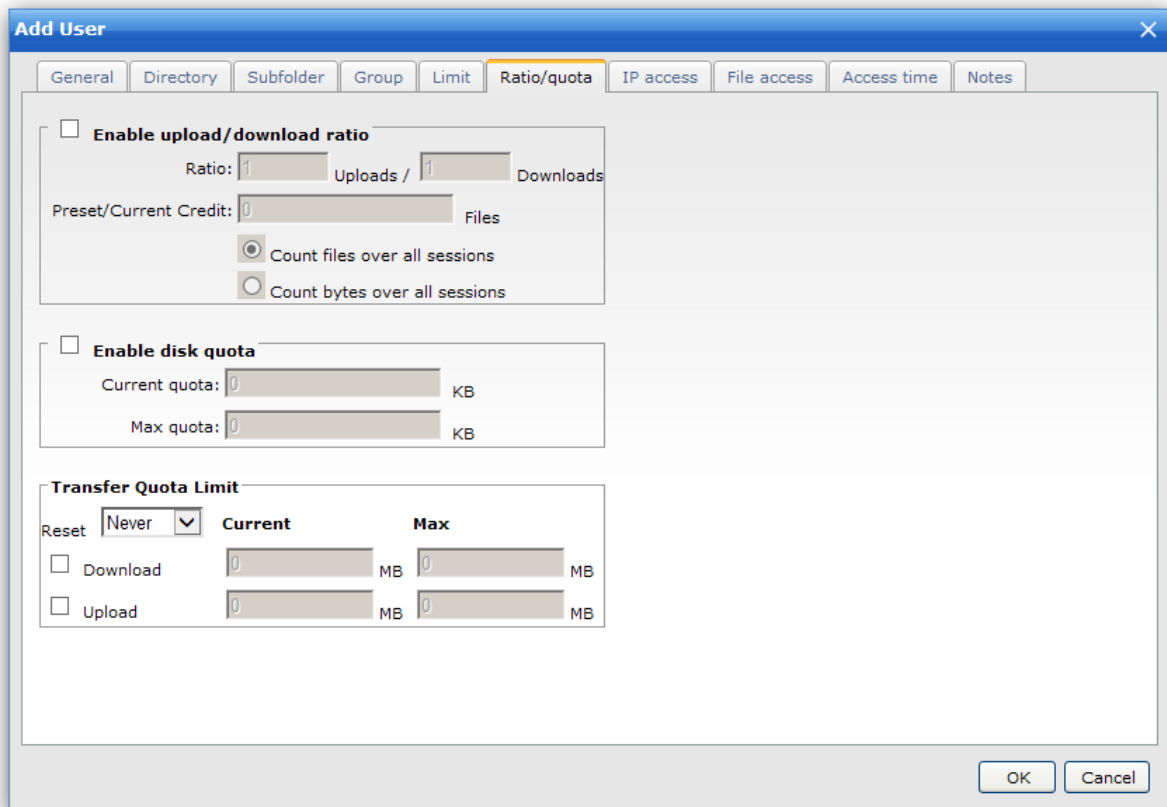 Add User
General Directory Subfolder Group Limit Ratio/quota IP access File access Access time Notes
Enable upload/download ratio
Ratio: 1 Uploads / 1 Downloads
Preset/Current Credit: 0 Files
Count files over all sessions
Count bytes over all sessions
Enable disk quota
Current quota: 0 KB
Max quota: 0 KB
Transfer Quota Limit
Reset Never Current Max
Download 0 MB 0 MB
Upload 0 MB 0 MB
OK Cancel